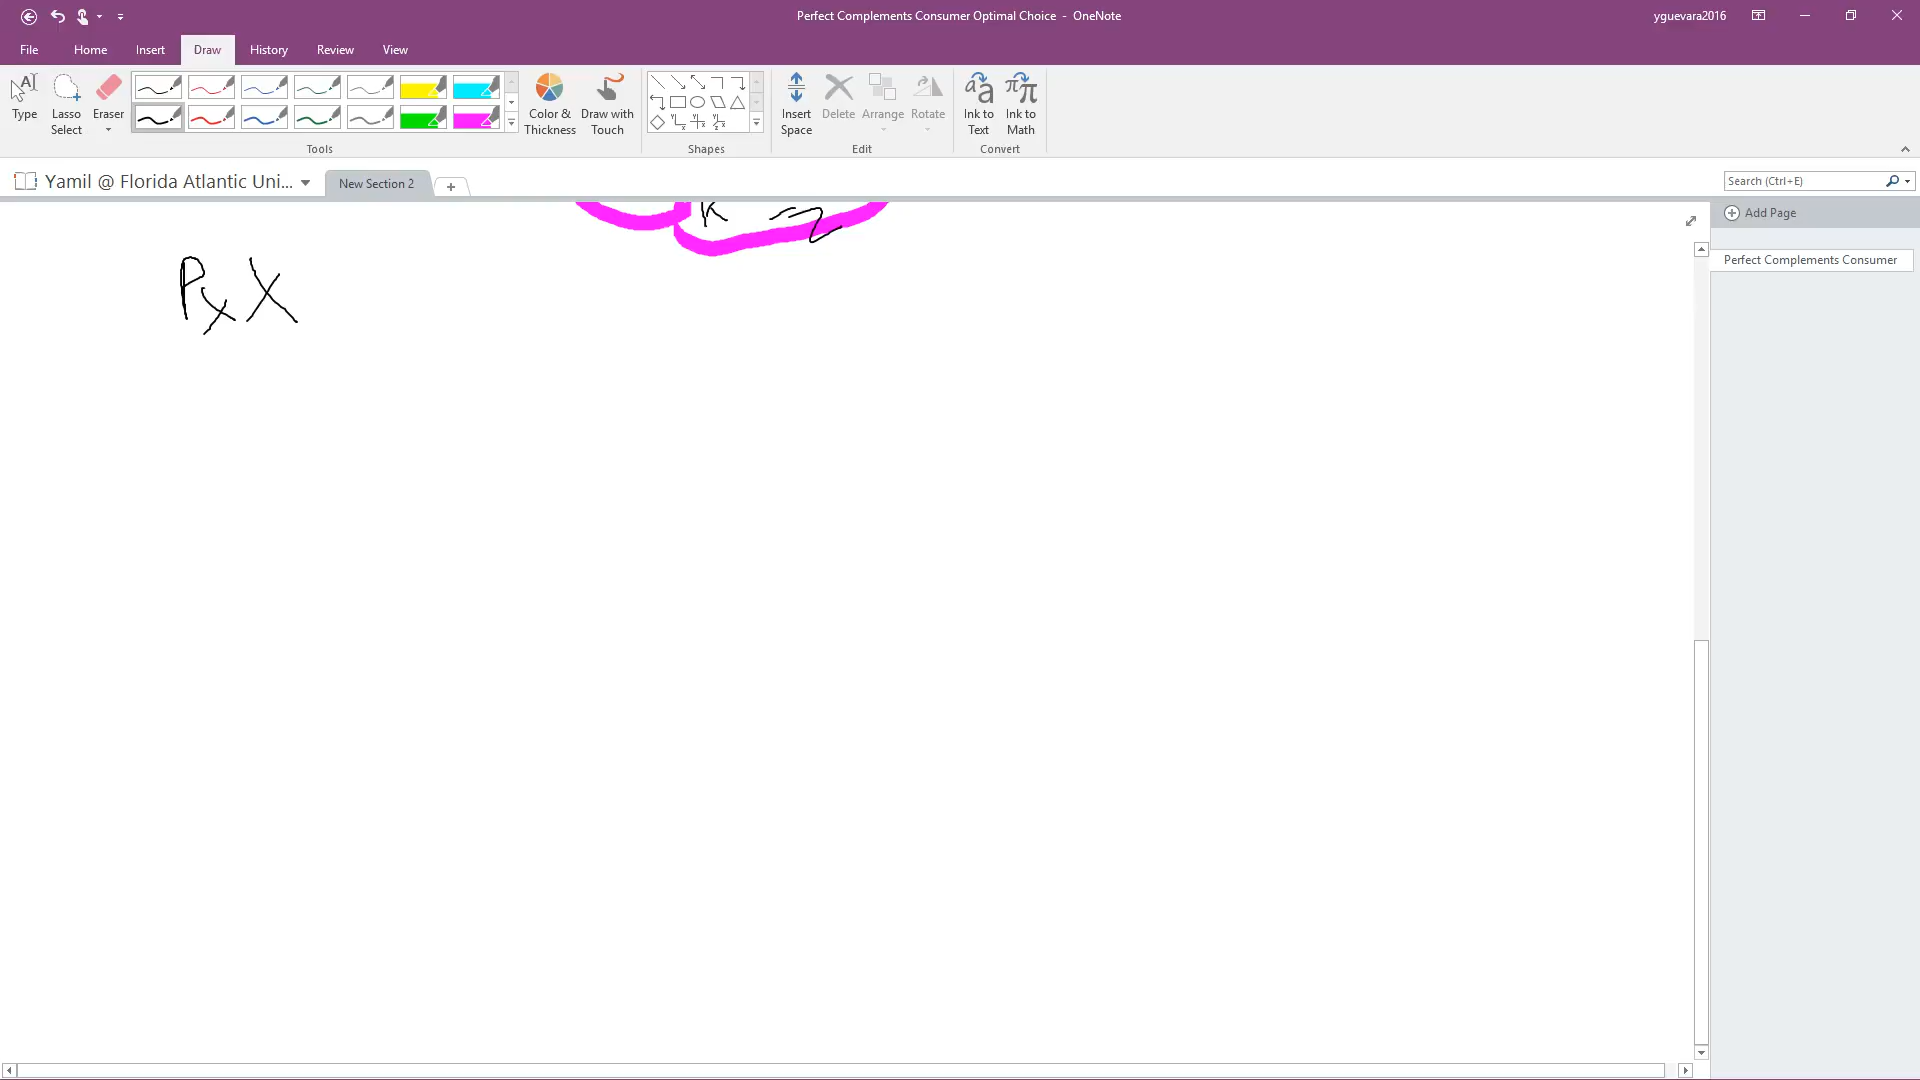 Perfect Complements Consumer Optimal Choice - OneNote
yguevara2016
File Home Insert Draw History Review View
Type
Lasso Select
Eraser
Color & Thickness
Draw with Touch
Insert Space
Delete
Arrange
Rotate
Ink to Text
Ink to Math
Tools
Shapes
Edit
Convert
Yamil @ Florida Atlantic Uni...
New Section 2
Search (Ctrl+E)
Add Page
Perfect Complements Consumer
PxX